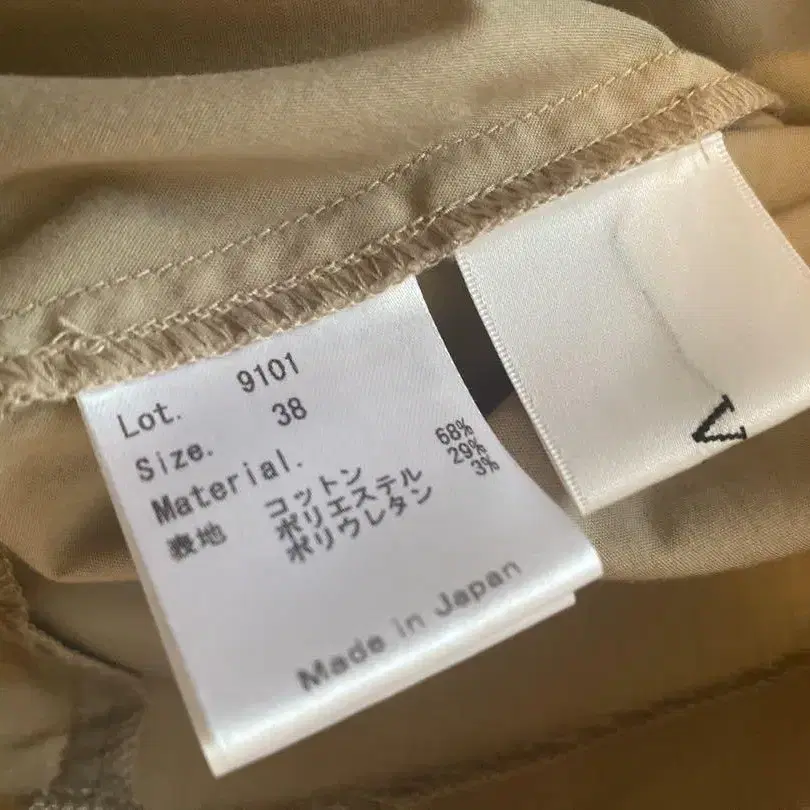 Lot. 9101
Size. 38
Material.
表地 コットン 68%
ポリエステル 29%
ポリウレタン 3%
Made in Japan